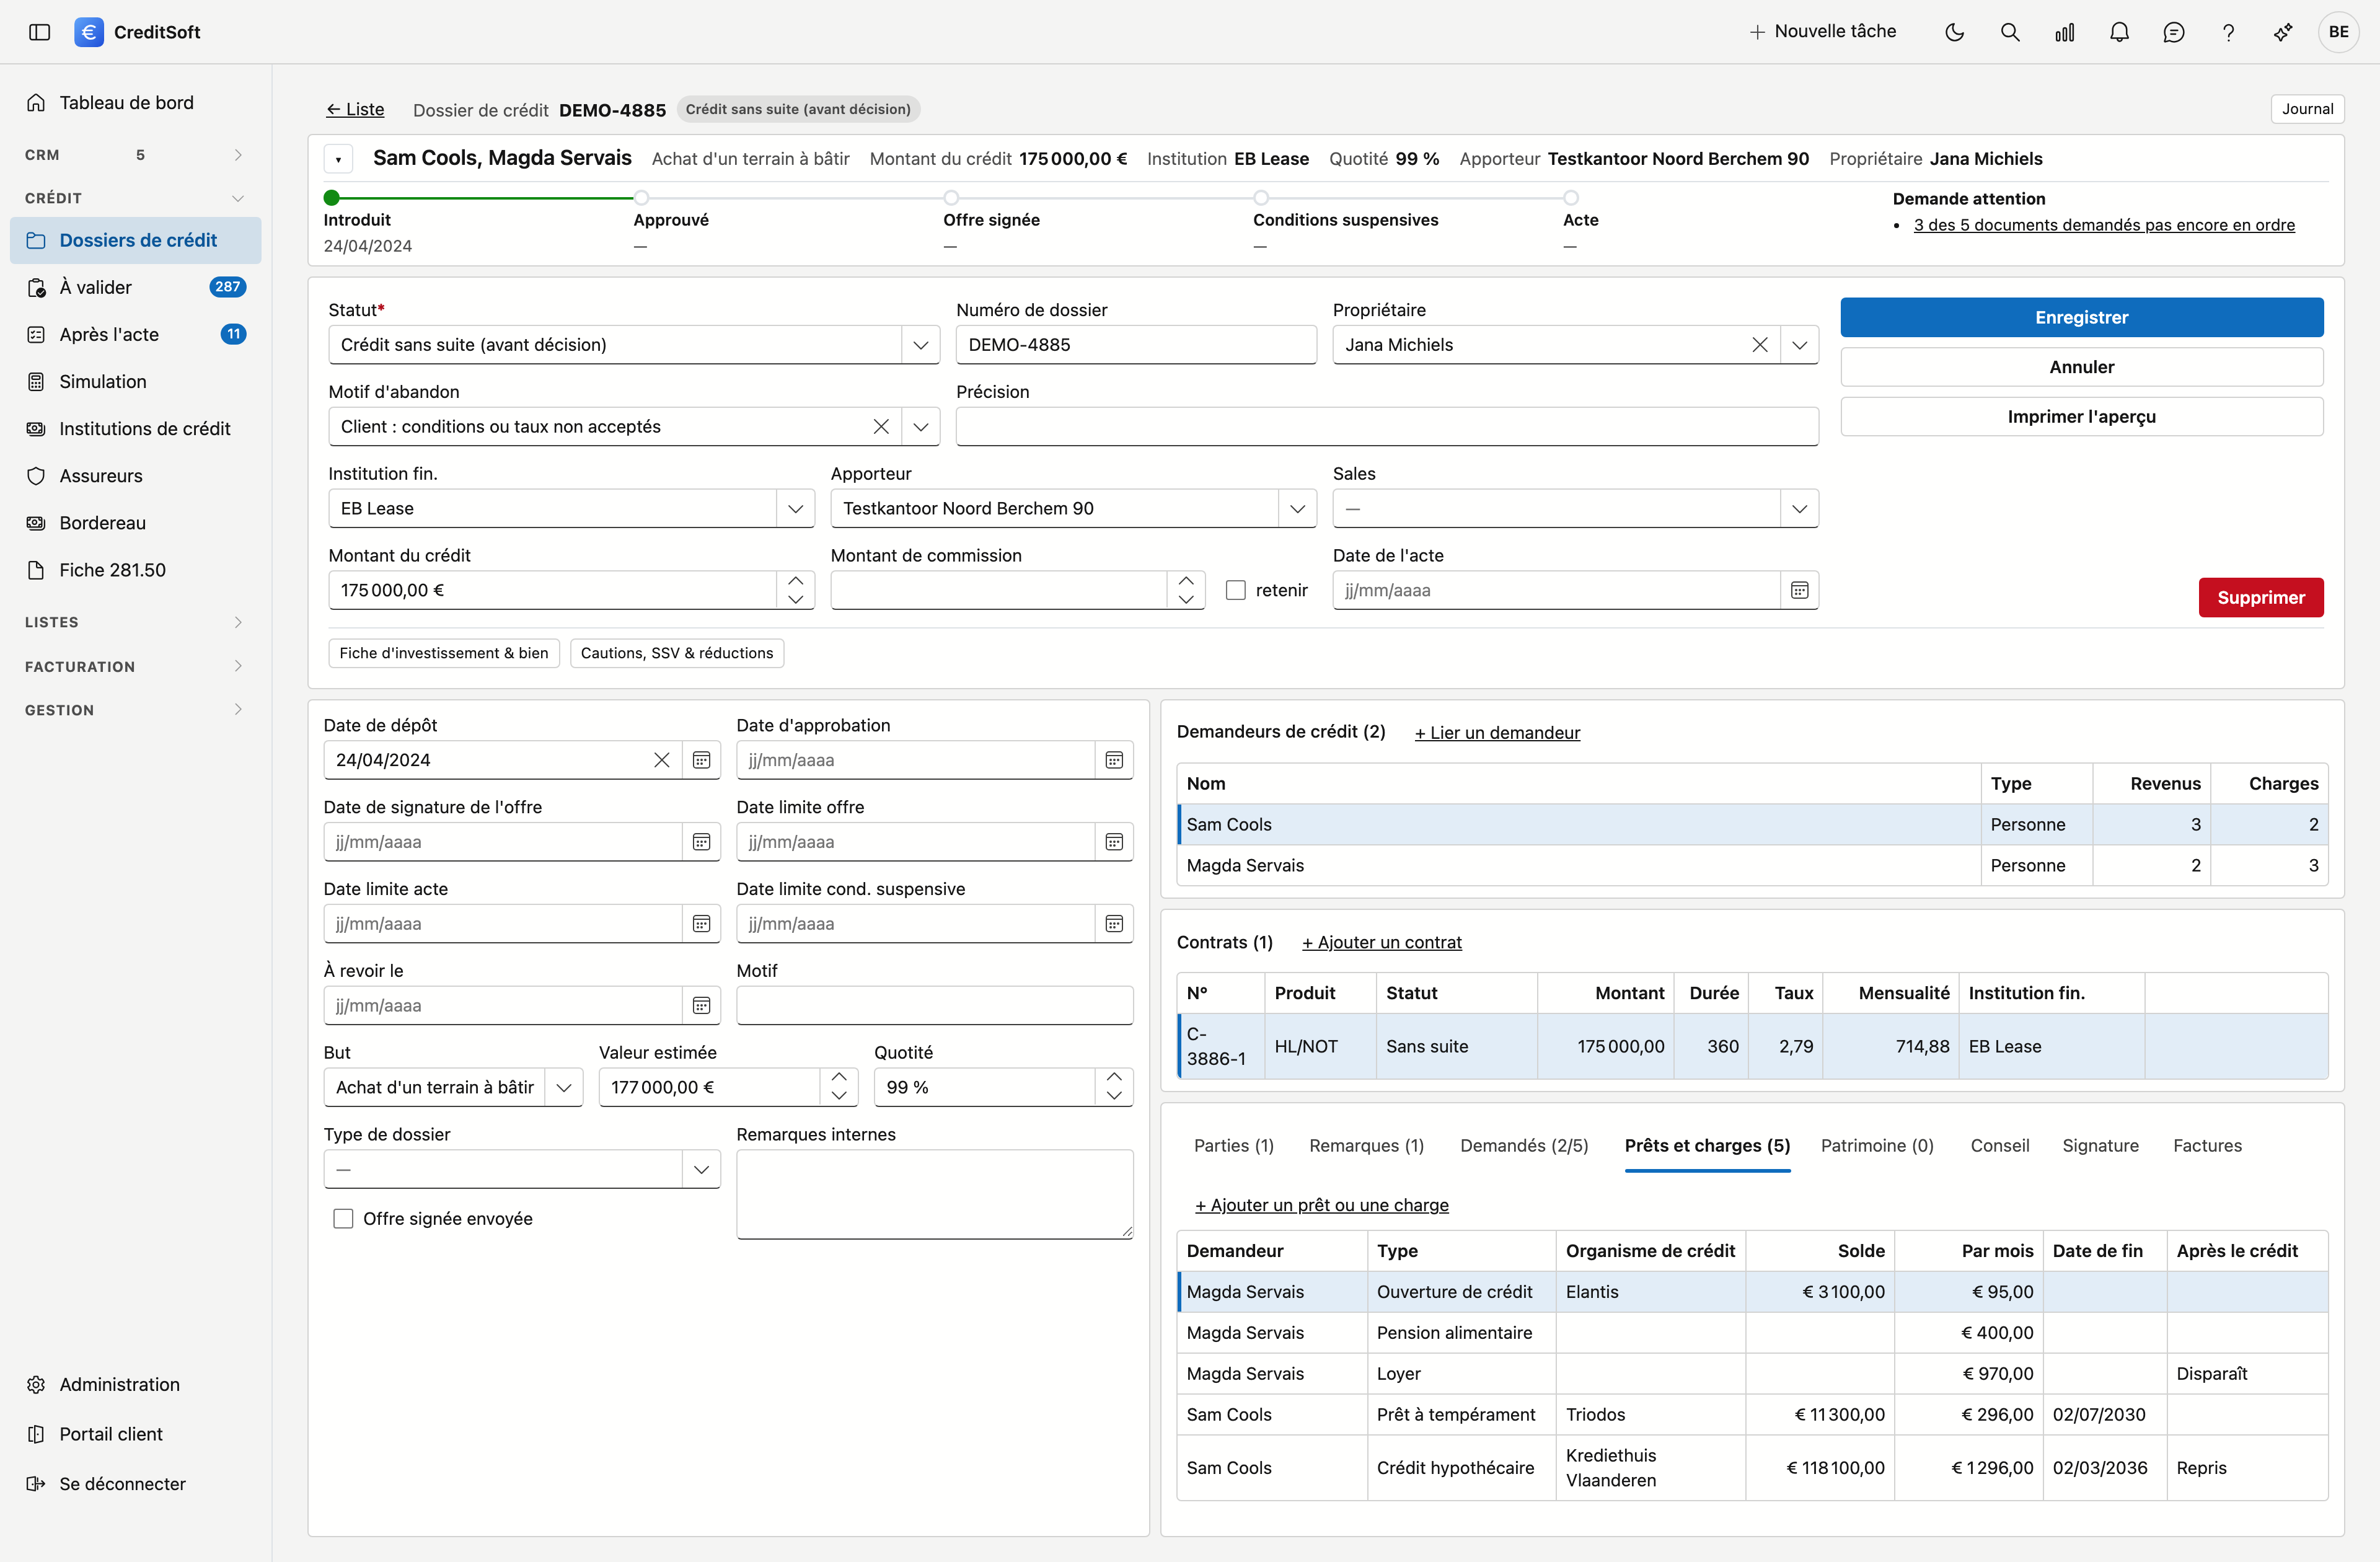 CreditSoft
Nouvelle tâche
BE
Tableau de bord
CRM 5
CRÉDIT
Dossiers de crédit
À valider 287
Après l'acte 11
Simulation
Institutions de crédit
Assureurs
Bordereau
Fiche 281.50
LISTES
FACTURATION
GESTION
Administration
Portail client
Se déconnecter
← Liste Dossier de crédit DEMO-4885 Crédit sans suite (avant décision) Journal
Sam Cools, Magda Servais Achat d'un terrain à bâtir Montant du crédit 175 000,00 € Institution EB Lease Quotité 99 % Apporteur Testkantoor Noord Berchem 90 Propriétaire Jana Michiels
Introduit Approuvé Offre signée Conditions suspensives Acte
24/04/2024 — — — —
Demande attention
• 3 des 5 documents demandés pas encore en ordre
Statut* Numéro de dossier Propriétaire
Crédit sans suite (avant décision) DEMO-4885 Jana Michiels
Motif d'abandon Précision
Client : conditions ou taux non acceptés
Institution fin. Apporteur Sales
EB Lease Testkantoor Noord Berchem 90 —
Montant du crédit Montant de commission Date de l'acte
175 000,00 € retenir jj/mm/aaaa
Enregistrer
Annuler
Imprimer l'aperçu
Supprimer
Fiche d'investissement & bien Cautions, SSV & réductions
Date de dépôt Date d'approbation
24/04/2024 jj/mm/aaaa
Date de signature de l'offre Date limite offre
jj/mm/aaaa jj/mm/aaaa
Date limite acte Date limite cond. suspensive
jj/mm/aaaa jj/mm/aaaa
À revoir le Motif
jj/mm/aaaa
But Valeur estimée Quotité
Achat d'un terrain à bâtir 177 000,00 € 99 %
Type de dossier Remarques internes
—
Offre signée envoyée
Demandeurs de crédit (2) + Lier un demandeur
Nom Type Revenus Charges
Sam Cools Personne 3 2
Magda Servais Personne 2 3
Contrats (1) + Ajouter un contrat
N° Produit Statut Montant Durée Taux Mensualité Institution fin.
C-
3886-1 HL/NOT Sans suite 175 000,00 360 2,79 714,88 EB Lease
Parties (1) Remarques (1) Demandés (2/5) Prêts et charges (5) Patrimoine (0) Conseil Signature Factures
+ Ajouter un prêt ou une charge
Demandeur Type Organisme de crédit Solde Par mois Date de fin Après le crédit
Magda Servais Ouverture de crédit Elantis € 3 100,00 € 95,00
Magda Servais Pension alimentaire € 400,00
Magda Servais Loyer € 970,00 Disparaît
Sam Cools Prêt à tempérament Triodos € 11 300,00 € 296,00 02/07/2030
Sam Cools Crédit hypothécaire Krediethuis
Vlaanderen € 118 100,00 € 1 296,00 02/03/2036 Repris